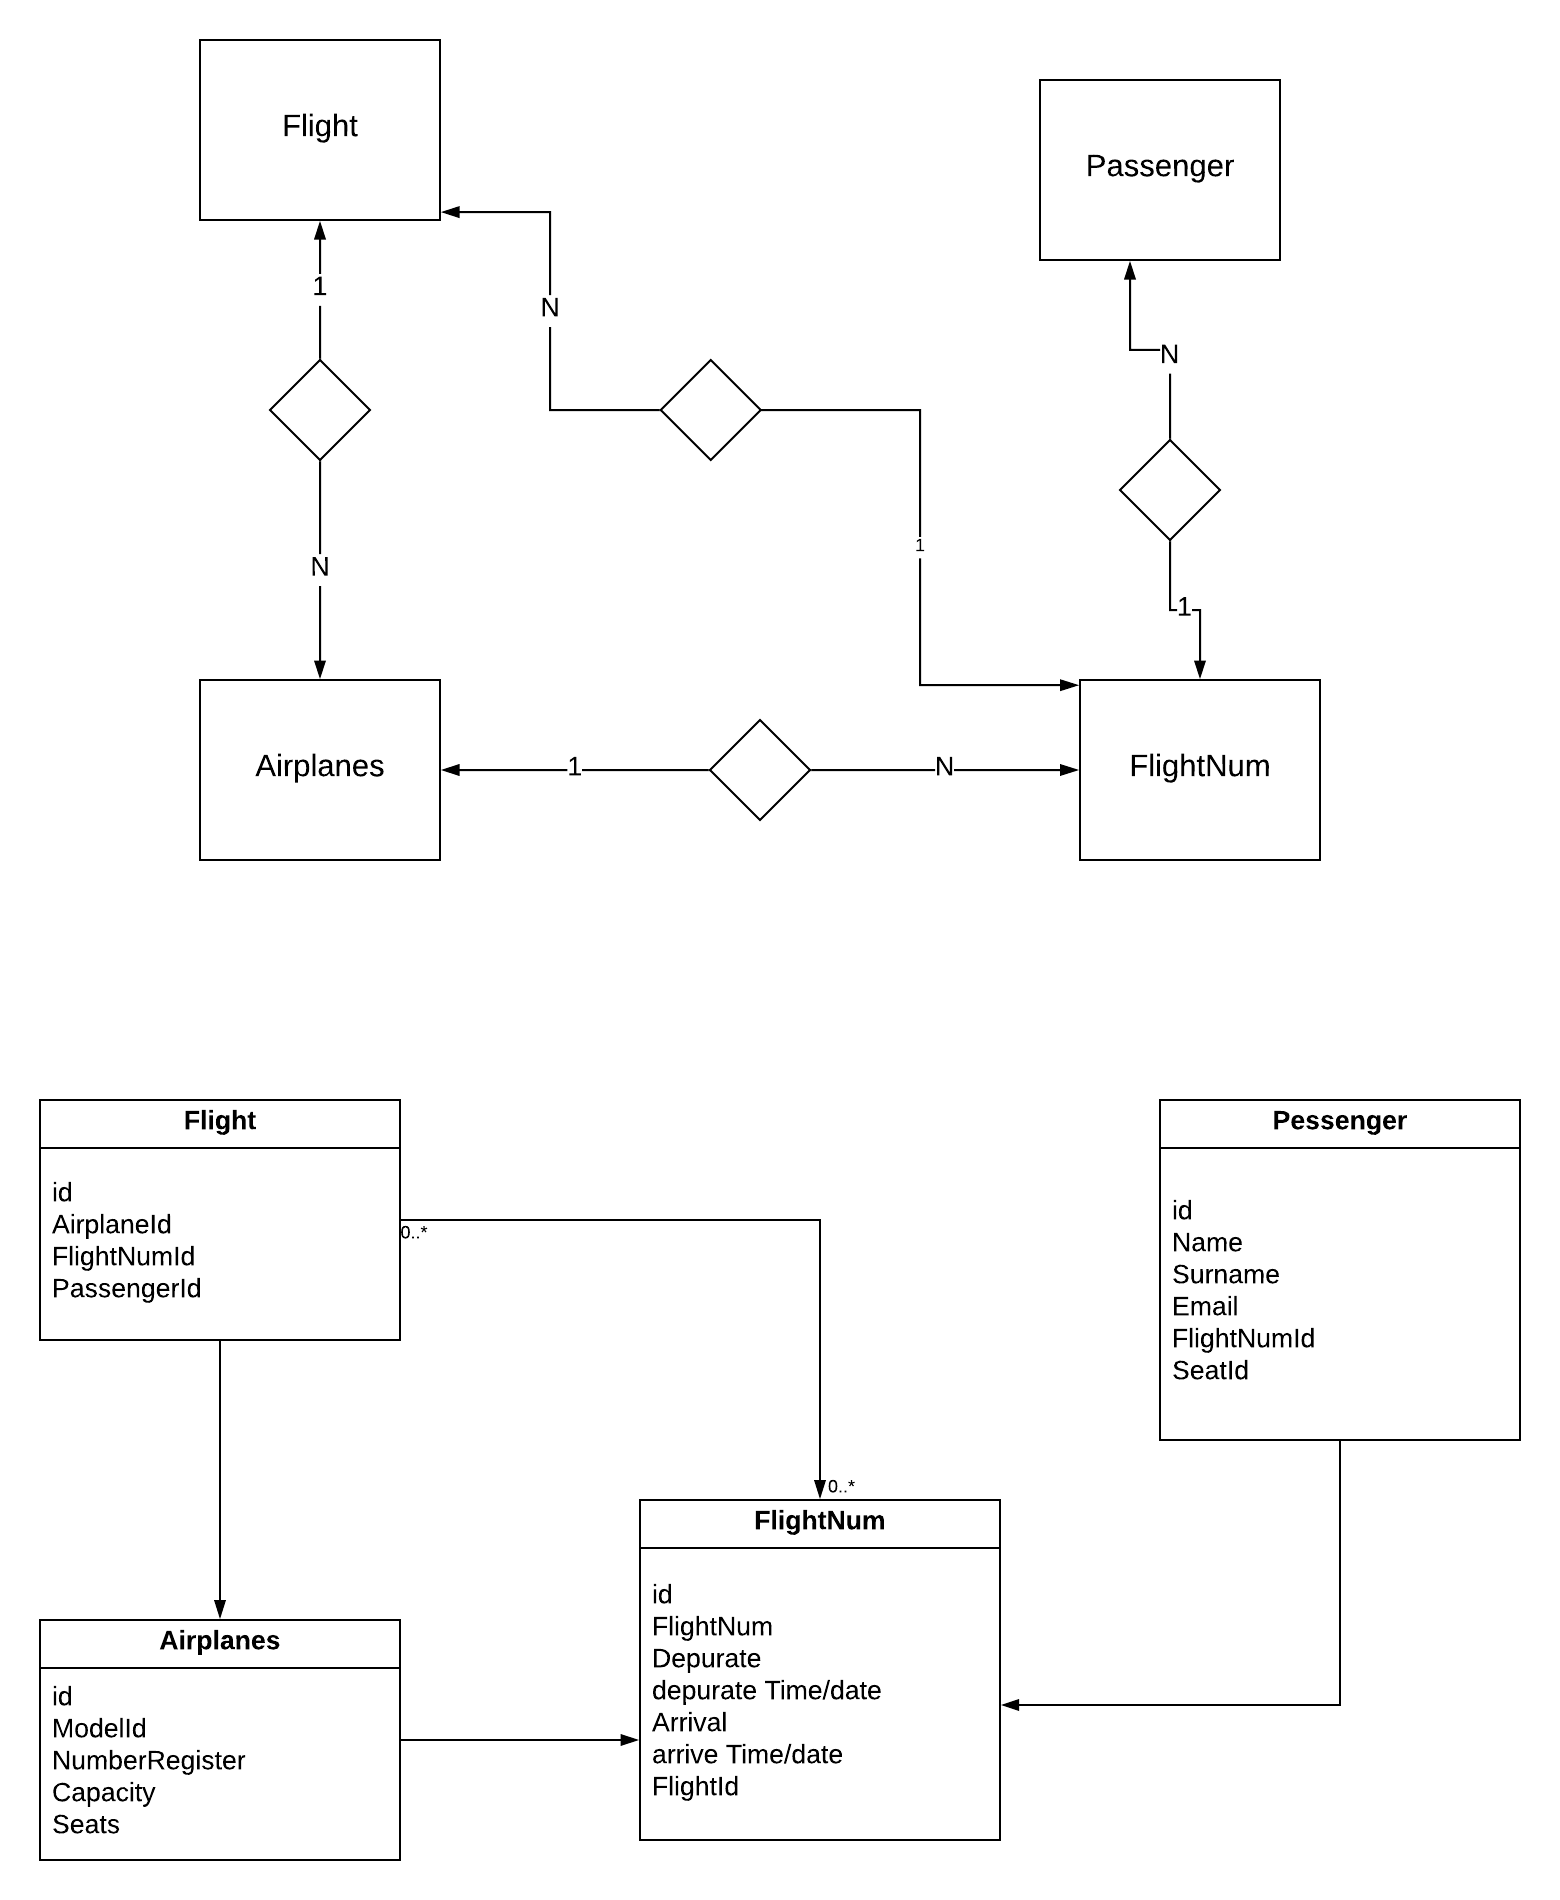 Flight
Passenger
1
N
N
1
N
1
Airplanes
1
N
FlightNum
Flight
id
AirplaneId
FlightNumId
PassengerId
0..*
Pessenger
id
Name
Surname
Email
FlightNumId
SeatId
0..*
FlightNum
id
FlightNum
Depurate
depurate Time/date
Arrival
arrive Time/date
FlightId
Airplanes
id
ModelId
NumberRegister
Capacity
Seats